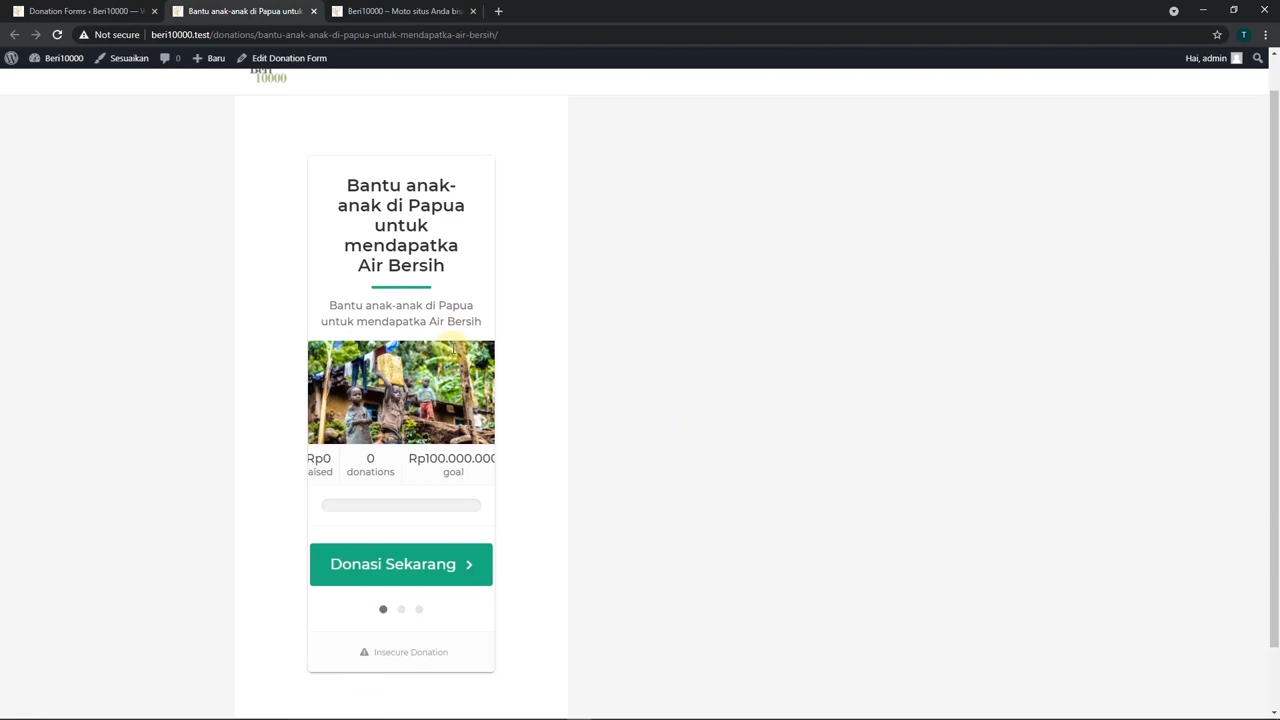 Donation Forms ‹ Beri10000 —
Bantu anak-anak di Papua untuk
Beri10000 – Moto situs Anda bis
Not secure
beri10000.test/donations/bantu-anak-anak-di-papua-untuk-mendapatka-air-bersih/
T
Beri10000
Sesuaikan
0
Baru
Edit Donation Form
Hai, admin
Beri
10000
Bantu anak-
anak di Papua
untuk
mendapatka
Air Bersih
Bantu anak-anak di Papua
untuk mendapatka Air Bersih
Rp0
aised
0
donations
Rp100.000.000
goal
Donasi Sekarang
Insecure Donation